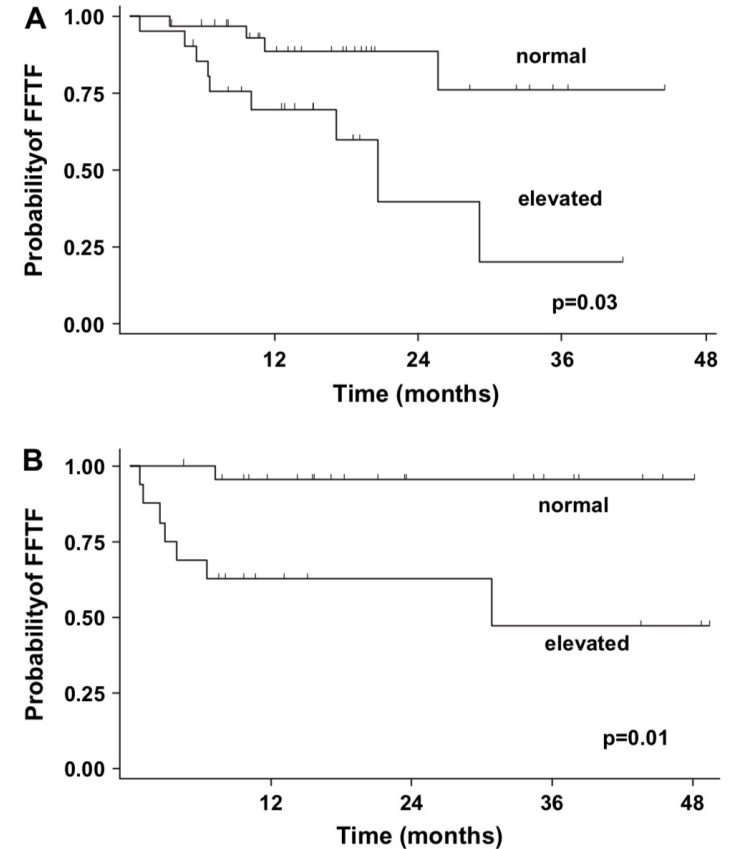 A
Probabilityof FFTF
1.00
0.75
0.50
0.25
0.00
normal
elevated
p=0.03
12 24 36 48
Time (months)
B
Probabilityof FFTF
1.00
0.75
0.50
0.25
0.00
normal
elevated
p=0.01
12 24 36 48
Time (months)